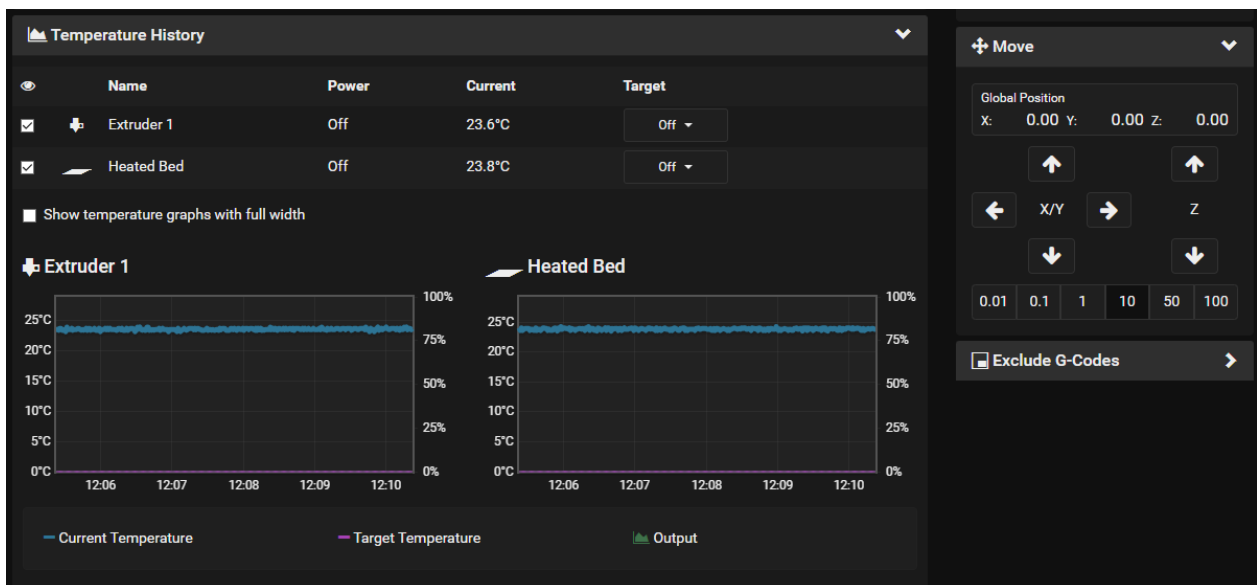 Temperature History
Name Power Current Target
Extruder 1 Off 23.6°C Off
Heated Bed Off 23.8°C Off
Show temperature graphs with full width
Extruder 1
100%
25°C
75%
20°C
15°C
50%
10°C
25%
5°C
0°C
0%
12:06 12:07 12:08 12:09 12:10
Heated Bed
100%
25°C
75%
20°C
15°C
50%
10°C
25%
5°C
0°C
0%
12:06 12:07 12:08 12:09 12:10
Current Temperature Target Temperature Output
Move
Global Position
X: 0.00 Y: 0.00 Z: 0.00
X/Y Z
0.01 0.1 1 10 50 100
Exclude G-Codes